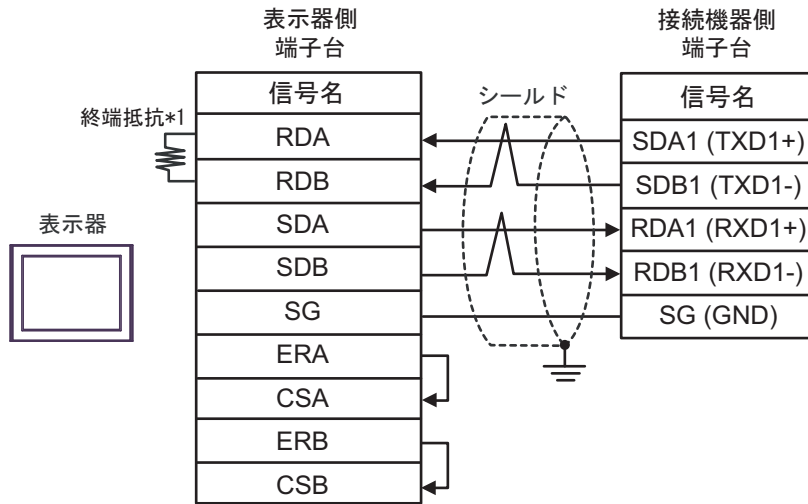 表示器側
端子台
接続機器側
端子台
信号名
シールド
信号名
終端抵抗*1
RDA
SDA1 (TXD1+)
RDB
SDB1 (TXD1-)
表示器
SDA
RDA1 (RXD1+)
SDB
RDB1 (RXD1-)
SG
SG (GND)
ERA
CSA
ERB
CSB